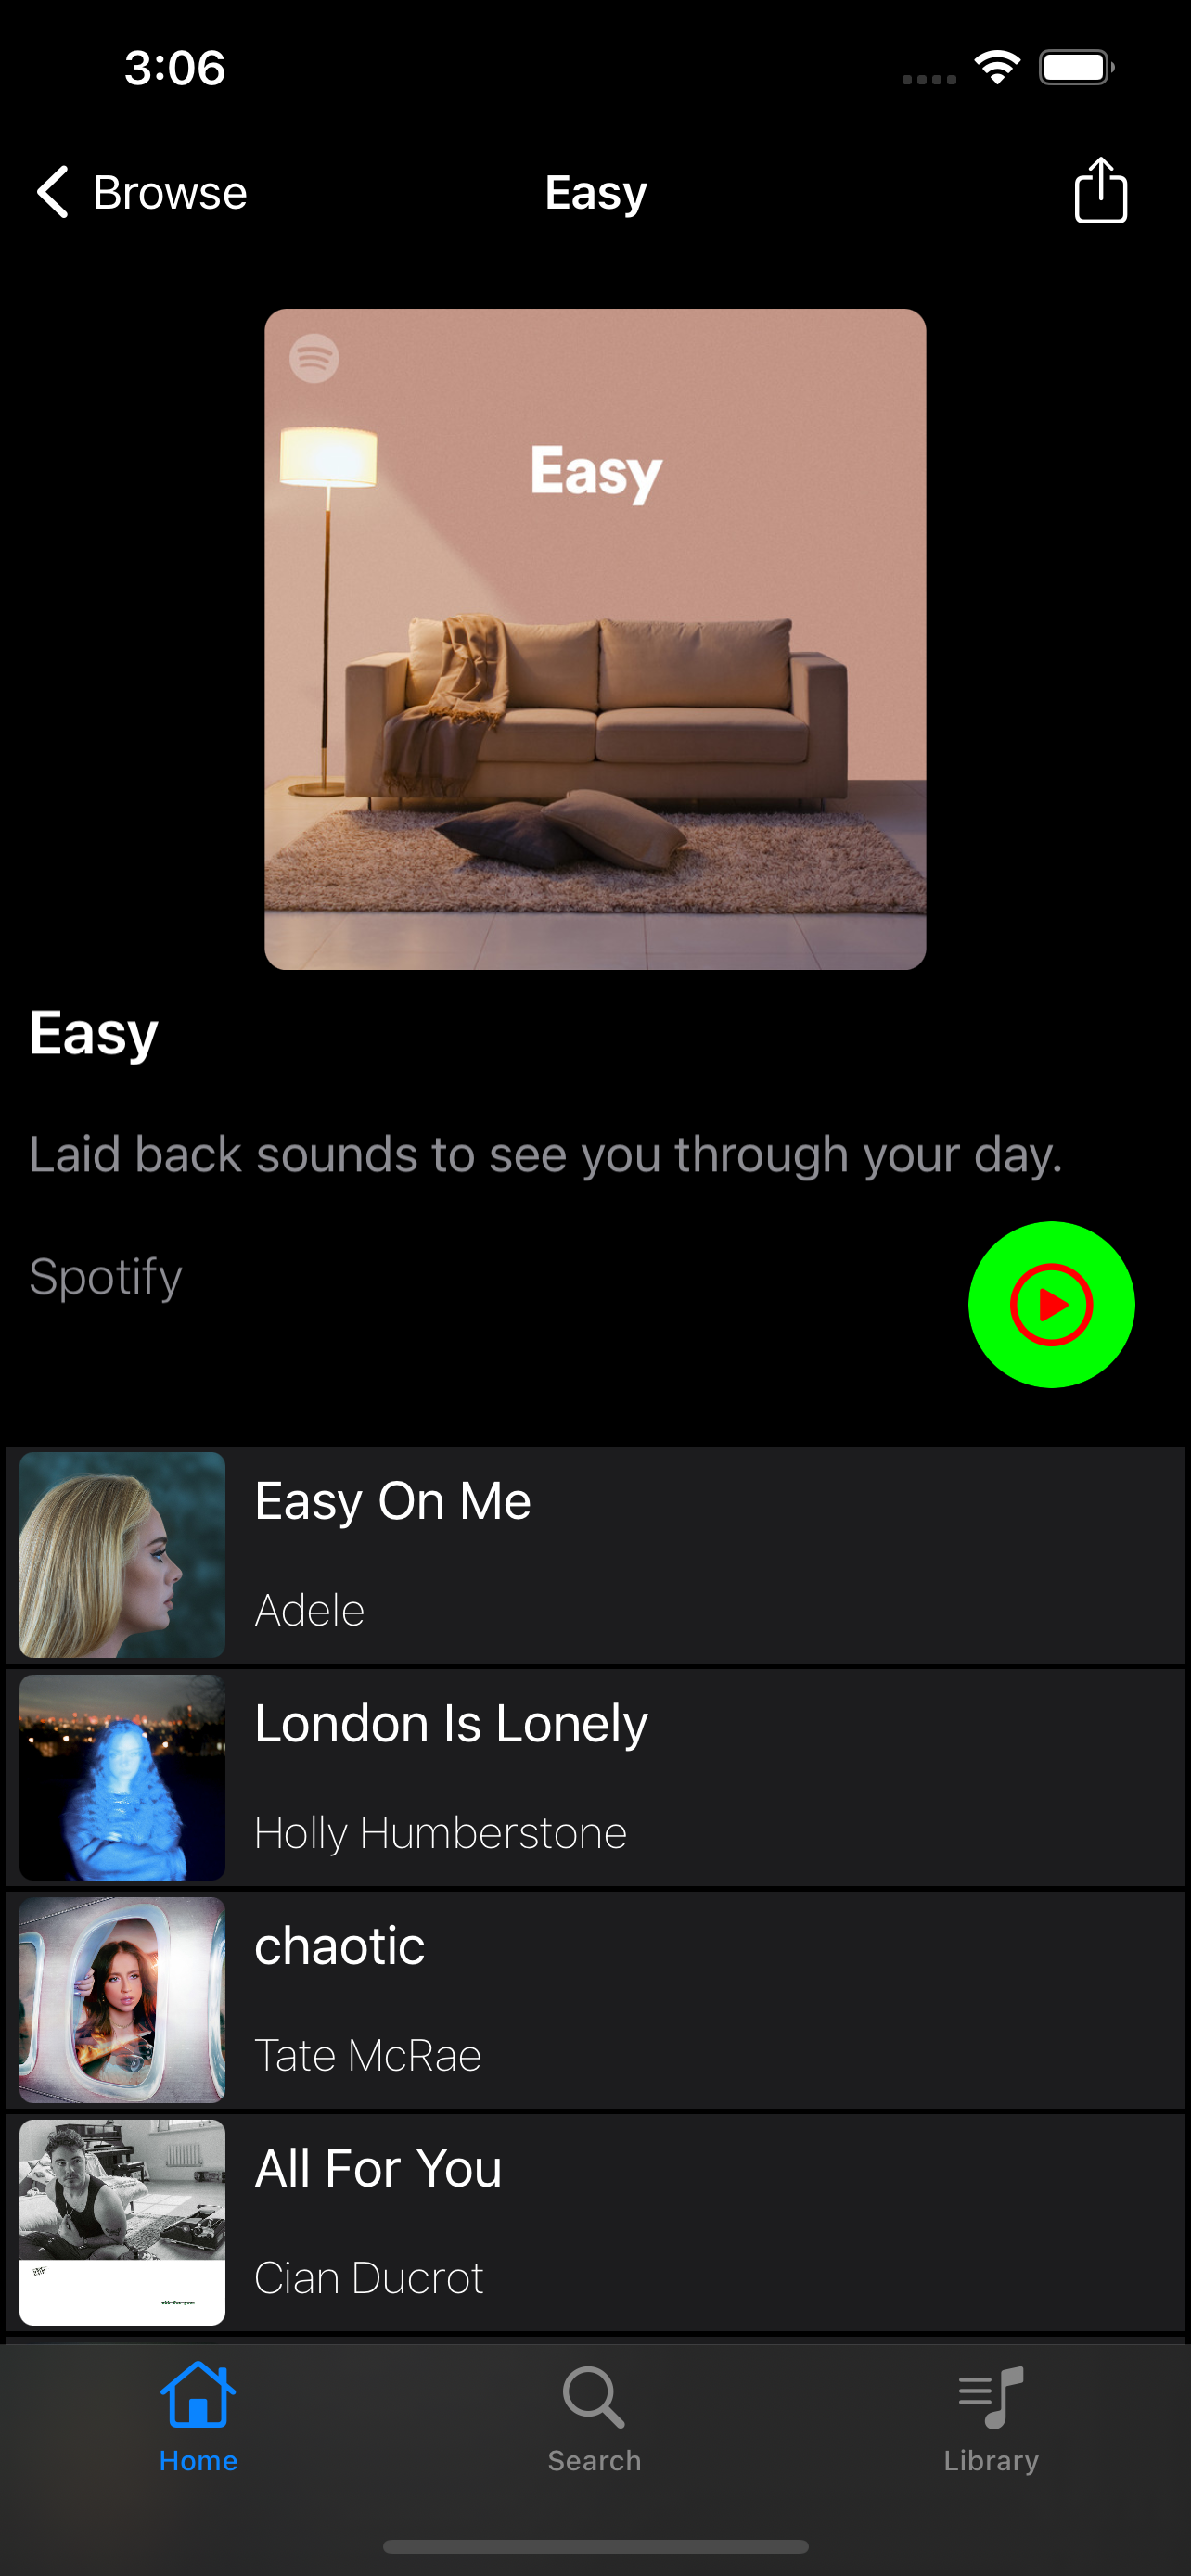 3:06
Browse
Easy
Easy
Easy
Laid back sounds to see you through your day.
Spotify
Easy On Me
Adele
London Is Lonely
Holly Humberstone
chaotic
Tate McRae
All For You
Cian Ducrot
Home
Search
Library